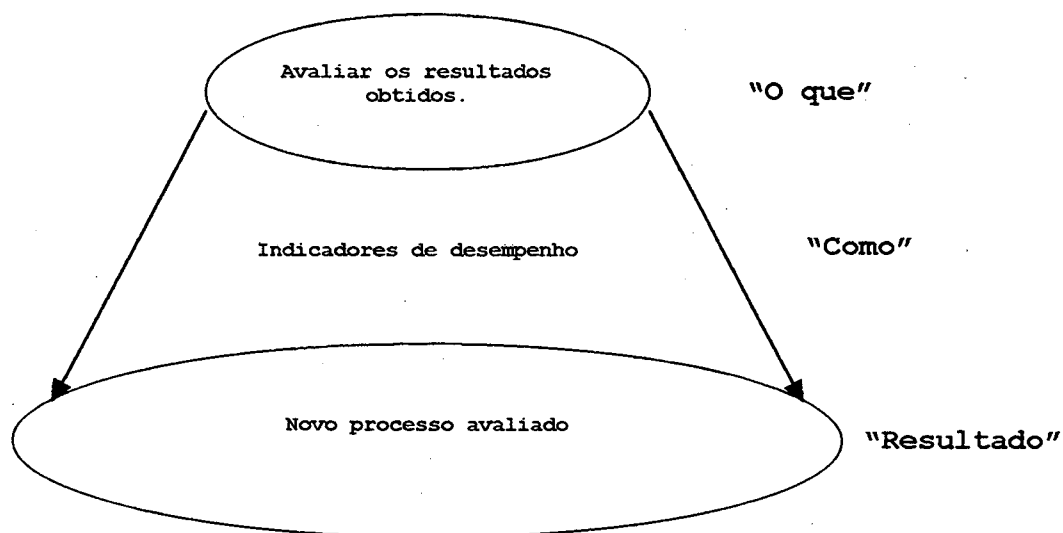 Avaliar os resultados
obtidos.
"O que"
Indicadores de desempenho
"Como"
Novo processo avaliado
"Resultado"